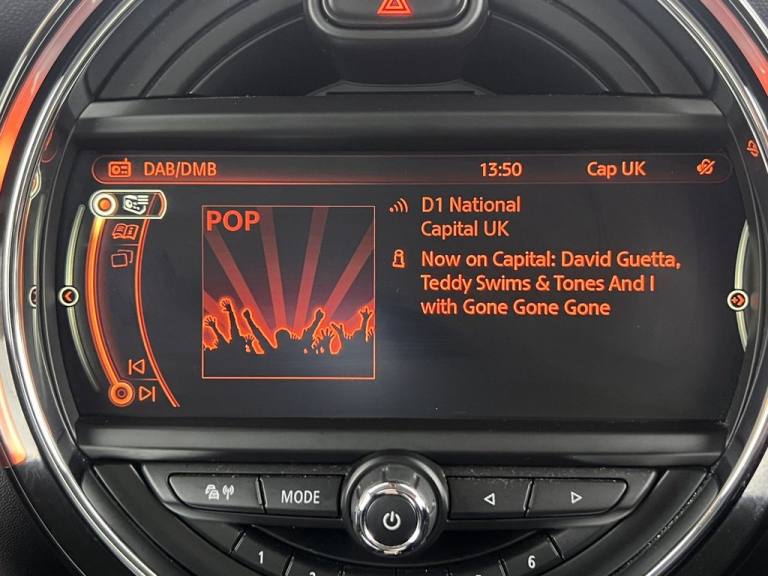 DAB/DMB 13:50 Cap UK
POP
D1 National
Capital UK
Now on Capital: David Guetta,
Teddy Swims & Tones And I
with Gone Gone Gone
MODE
1 6